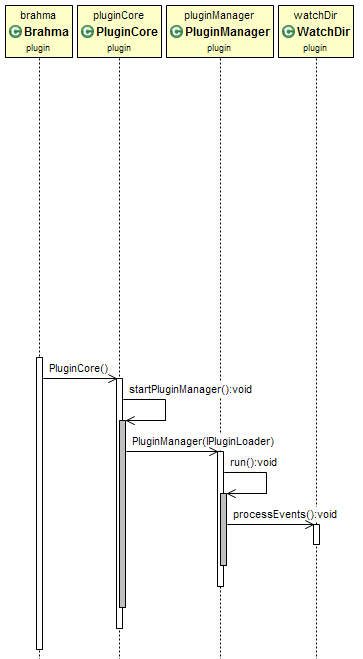 brahma
C Brahma
plugin
pluginCore
C PluginCore
plugin
pluginManager
C PluginManager
plugin
watchDir
C WatchDir
plugin
PluginCore()
startPluginManager():void
PluginManager(IPluginLoader)
run():void
processEvents():void